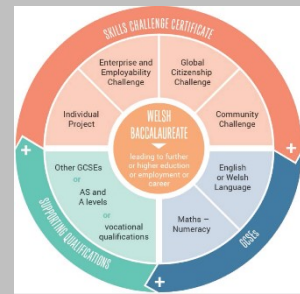 SKILLS CHALLENGE CERTIFICATE
Enterprise and
Employability
Challenge
Global
Citizenship
Challenge
Individual
Project
Community
Challenge
WELSH
BACCALAUREATE
leading to further
or higher eduction
or employment or
career
Other GCSEs
or
AS and
A levels
or
vocational
qualifications
English
or Welsh
Language
Maths –
Numeracy
SUPPORTING QUALIFICATIONS
GCSEs
+
+
+